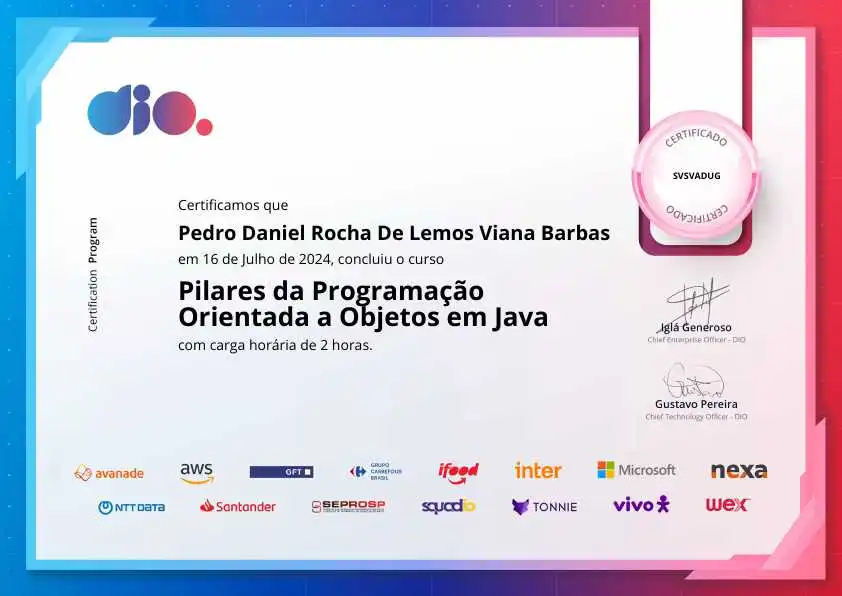 dio.
CERTIFICADO
SVSVADUG
CERTIFICADO
Certification Program
Certificamos que
Pedro Daniel Rocha De Lemos Viana Barbas
em 16 de Julho de 2024, concluiu o curso
Pilares da Programação
Orientada a Objetos em Java
com carga horária de 2 horas.
Iglá Generoso
Chief Enterprise Officer - DIO
Gustavo Pereira
Chief Technology Officer - DIO
avanade
aws
GFT
GRUPO
CARREFOUR
BRASIL
ifood
inter
Microsoft
nexa
NTT DATA
Santander
SEPROSP
squadio
TONNIE
vivo
wex